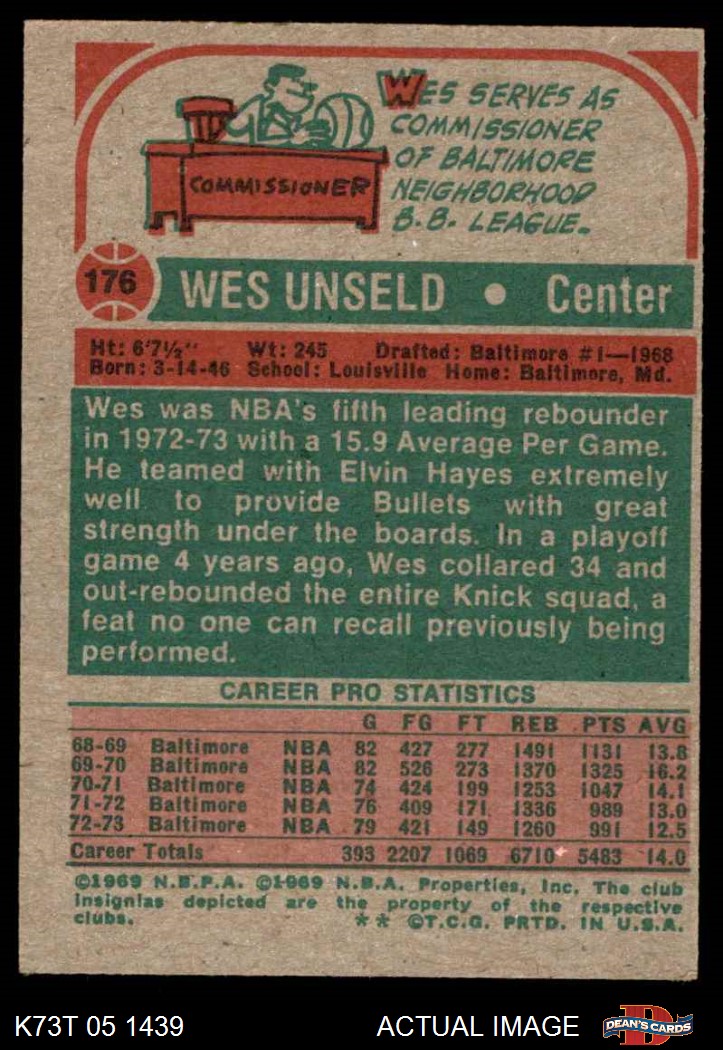 WES SERVES AS
COMMISSIONER
OF BALTIMORE
NEIGHBORHOOD
B.B. LEAGUE.
COMMISSIONER
176 WES UNSELD • Center
Ht: 6'7½" Wt: 245 Drafted: Baltimore #1—1968
Born: 3-14-46 School: Louisville Home: Baltimore, Md.
Wes was NBA's fifth leading rebounder
in 1972-73 with a 15.9 Average Per Game.
He teamed with Elvin Hayes extremely
well to provide Bullets with great
strength under the boards. In a playoff
game 4 years ago, Wes collared 34 and
out-rebounded the entire Knick squad, a
feat no one can recall previously being
performed.
CAREER PRO STATISTICS
G FG FT REB PTS AVG
68-69 Baltimore NBA 82 427 277 1491 1131 13.8
69-70 Baltimore NBA 82 526 273 1370 1325 16.2
70-71 Baltimore NBA 74 424 199 1253 1047 14.1
71-72 Baltimore NBA 76 409 171 1336 989 13.0
72-73 Baltimore NBA 79 421 149 1260 991 12.5
Career Totals 393 2207 1069 6710 5483 14.0
©1969 N.B.P.A. ©1969 N.B.A. Properties, Inc. The club
insignias depicted are the property of the respective
clubs. ** ©T.C.G. PRTD. IN U.S.A.
K73T 05 1439 ACTUAL IMAGE D DEAN'S CARDS